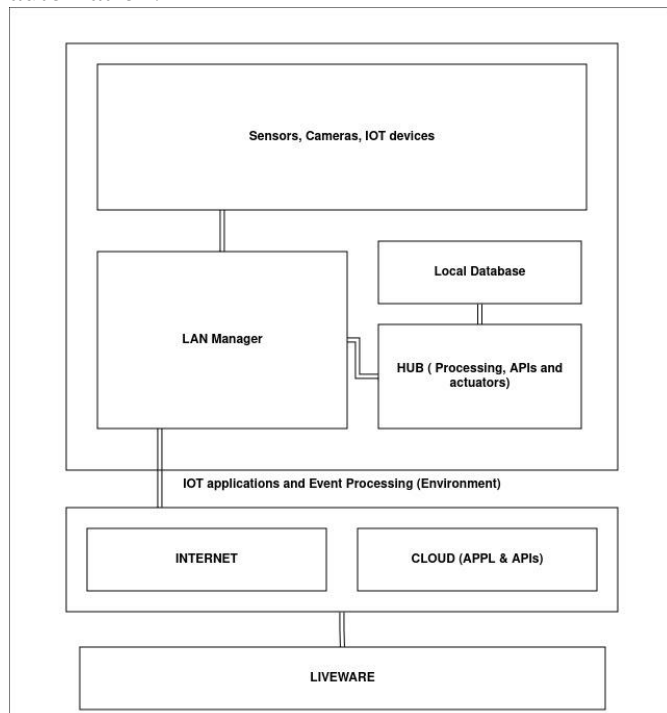 Sensors, Cameras, IOT devices
Local Database
LAN Manager
HUB ( Processing, APIs and
actuators)
IOT applications and Event Processing (Environment)
INTERNET
CLOUD (APPL & APIs)
LIVEWARE